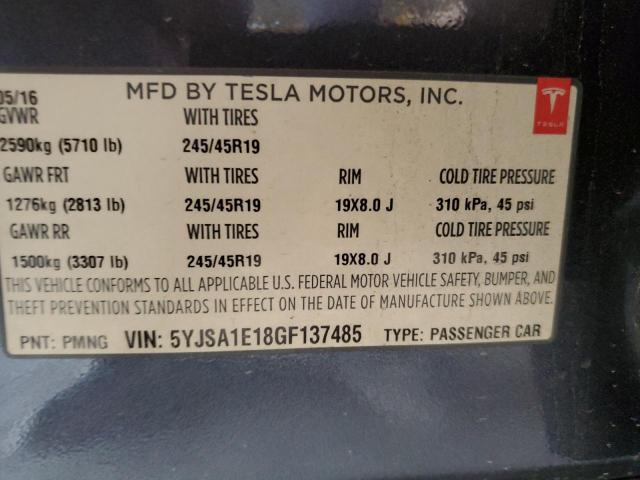 05/16 MFD BY TESLA MOTORS, INC.
TESLA
GVWR WITH TIRES
2590kg (5710 lb) 245/45R19
GAWR FRT WITH TIRES RIM COLD TIRE PRESSURE
1276kg (2813 lb) 245/45R19 19X8.0 J 310 kPa, 45 psi
GAWR RR WITH TIRES RIM COLD TIRE PRESSURE
1500kg (3307 lb) 245/45R19 19X8.0 J 310 kPa, 45 psi
THIS VEHICLE CONFORMS TO ALL APPLICABLE U.S. FEDERAL MOTOR VEHICLE SAFETY, BUMPER, AND
THEFT PREVENTION STANDARDS IN EFFECT ON THE DATE OF MANUFACTURE SHOWN ABOVE.
PNT: PMNG VIN: 5YJSA1E18GF137485 TYPE: PASSENGER CAR